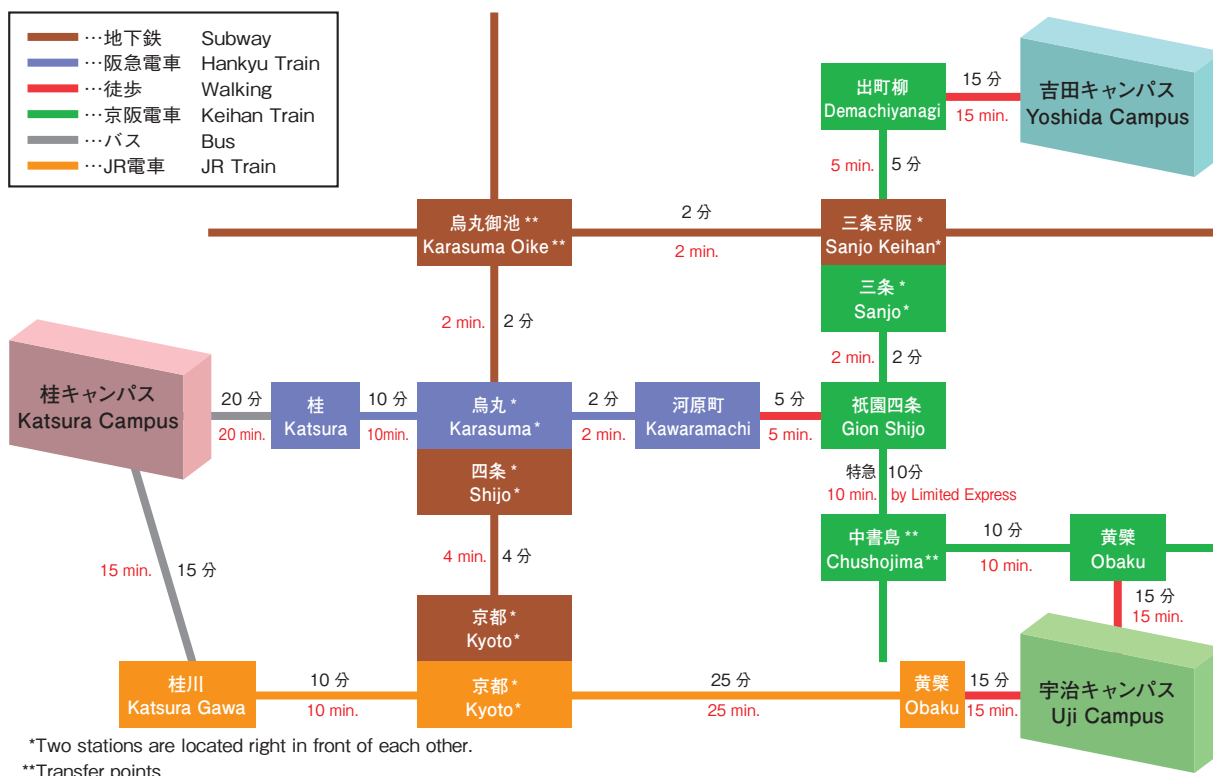 …地下鉄 Subway
…阪急電車 Hankyu Train
…徒歩 Walking
…京阪電車 Keihan Train
…バス Bus
…JR電車 JR Train
出町柳
Demachiyanagi
15 分
15 min.
吉田キャンパス
Yoshida Campus
5 min. 5 分
烏丸御池 **
Karasuma Oike **
2 分
2 min.
三条京阪 *
Sanjo Keihan*
三条 *
Sanjo *
2 min. 2 分
2 min. 2 分
桂キャンパス
Katsura Campus
20 分
20 min.
桂
Katsura
10 分
10min.
烏丸 *
Karasuma *
2 分
2 min.
河原町
Kawaramachi
5 分
5 min.
祇園四条
Gion Shijo
四条 *
Shijo *
特急 10分
10 min. by Limited Express
4 min. 4 分
中書島 **
Chushojima **
10 分
10 min.
黄檗
Obaku
15 min. 15 分
15 分
15 min.
京都 *
Kyoto *
桂川
Katsura Gawa
10 分
10 min.
京都 *
Kyoto *
25 分
25 min.
黄檗
Obaku
15 分
15 min.
宇治キャンパス
Uji Campus
*Two stations are located right in front of each other.
**Transfer points